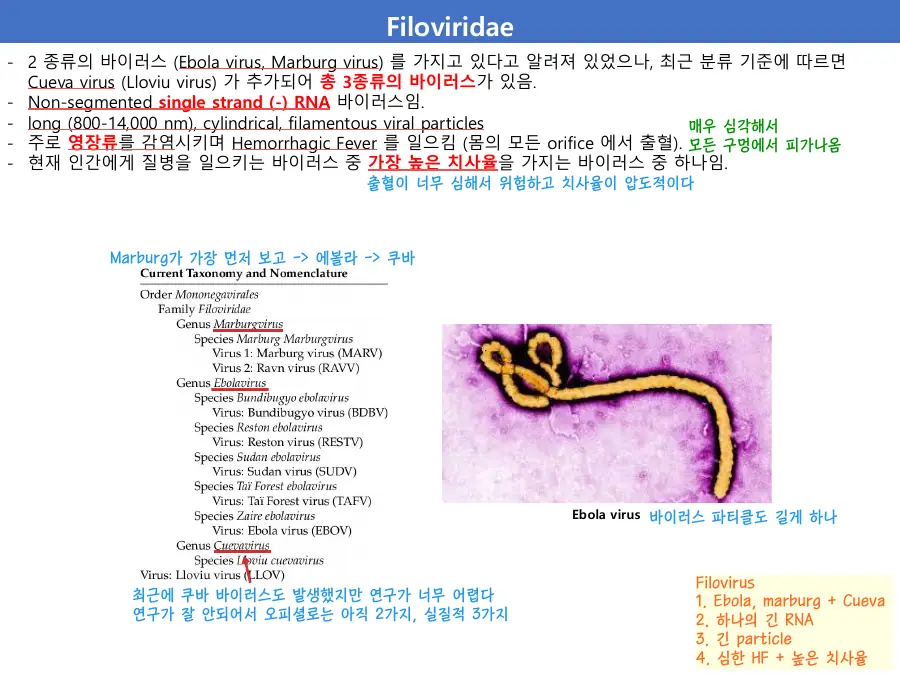 Filoviridae
- 2 종류의 바이러스 (Ebola virus, Marburg virus) 를 가지고 있다고 알려져 있었으나, 최근 분류 기준에 따르면
Cueva virus (Lloviu virus) 가 추가되어 총 3종류의 바이러스가 있음.
- Non-segmented single strand (-) RNA 바이러스임.
- long (800-14,000 nm), cylindrical, filamentous viral particles
매우 심각해서
- 주로 영장류를 감염시키며 Hemorrhagic Fever 를 일으킴 (몸의 모든 orifice 에서 출혈).
모든 구멍에서 피가나옴
- 현재 인간에게 질병을 일으키는 바이러스 중 가장 높은 치사율을 가지는 바이러스 중 하나임.
출혈이 너무 심해서 위험하고 치사율이 압도적이다
Marburg가 가장 먼저 보고 -> 에볼라 -> 쿠바
Current Taxonomy and Nomenclature
Order Mononegavirales
Family Filoviridae
Genus Marburgvirus
Species Marburg Marburgvirus
Virus 1: Marburg virus (MARV)
Virus 2: Ravn virus (RAVV)
Genus Ebolavirus
Species Bundibugyo ebolavirus
Virus: Bundibugyo virus (BDBV)
Species Reston ebolavirus
Virus: Reston virus (RESTV)
Species Sudan ebolavirus
Virus: Sudan virus (SUDV)
Species Taï Forest ebolavirus
Virus: Taï Forest virus (TAFV)
Species Zaire ebolavirus
Virus: Ebola virus (EBOV)
Genus Cuevavirus
Species Lloviu cuevavirus
Virus: Lloviu virus (LLOV)
최근에 쿠바 바이러스도 발생했지만 연구가 너무 어렵다
연구가 잘 안되어서 오피셜로는 아직 2가지, 실질적 3가지
Ebola virus 바이러스 파티클도 길게 하나
Filovirus
1. Ebola, marburg + Cueva
2. 하나의 긴 RNA
3. 긴 particle
4. 심한 HF + 높은 치사율